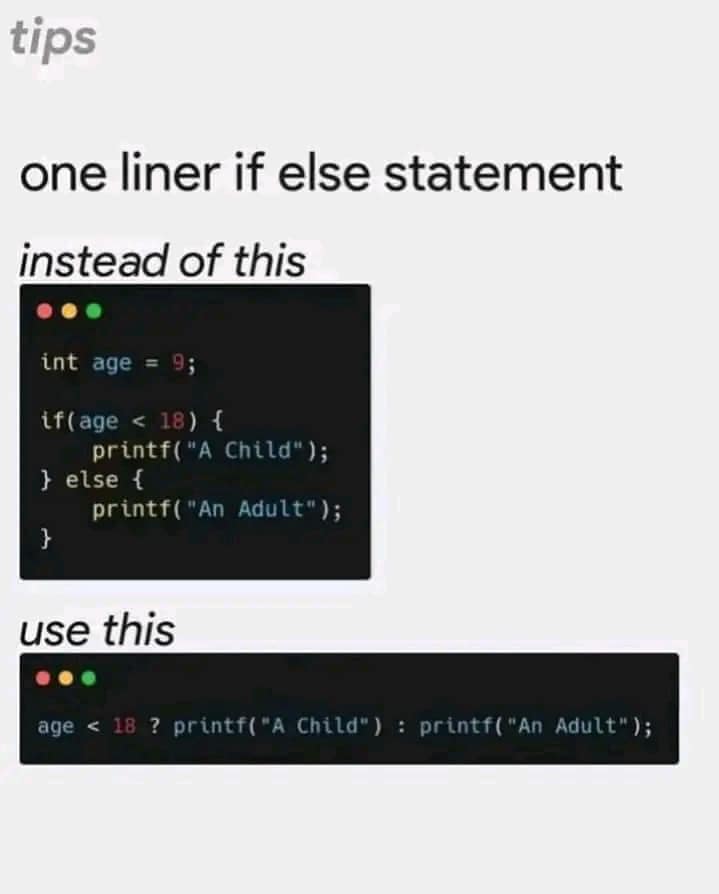 tips
one liner if else statement
instead of this
int age = 9;
if(age < 18) {
    printf("A Child");
} else {
    printf("An Adult");
}
use this
age < 18 ? printf("A Child") : printf("An Adult");